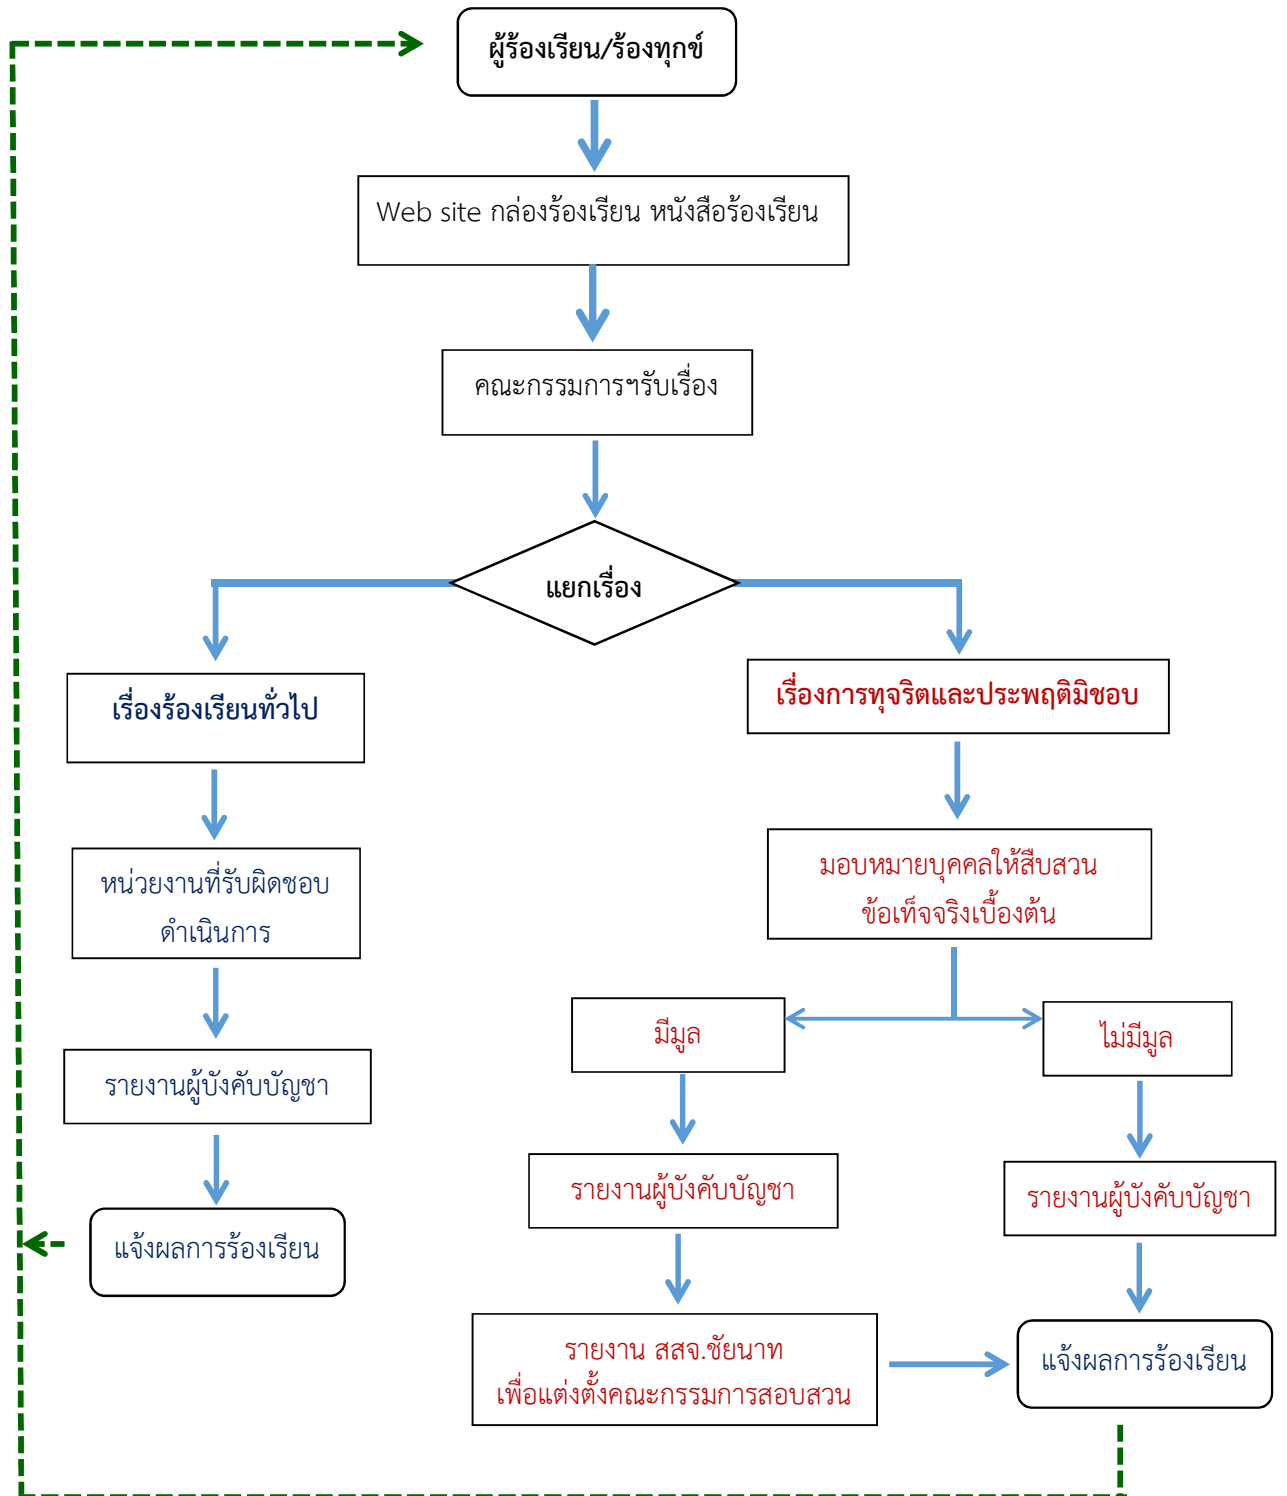 ผู้ร้องเรียน/ร้องทุกข์
Web site กล่องร้องเรียน หนังสือร้องเรียน
คณะกรรมการฯรับเรื่อง
แยกเรื่อง
เรื่องร้องเรียนทั่วไป
เรื่องการทุจริตและประพฤติมิชอบ
หน่วยงานที่รับผิดชอบ
ดำเนินการ
มอบหมายบุคคลให้สืบสวน
ข้อเท็จจริงเบื้องต้น
มีมูล
ไม่มีมูล
รายงานผู้บังคับบัญชา
รายงานผู้บังคับบัญชา
รายงานผู้บังคับบัญชา
แจ้งผลการร้องเรียน
รายงาน สสจ.ชัยนาท
เพื่อแต่งตั้งคณะกรรมการสอบสวน
แจ้งผลการร้องเรียน